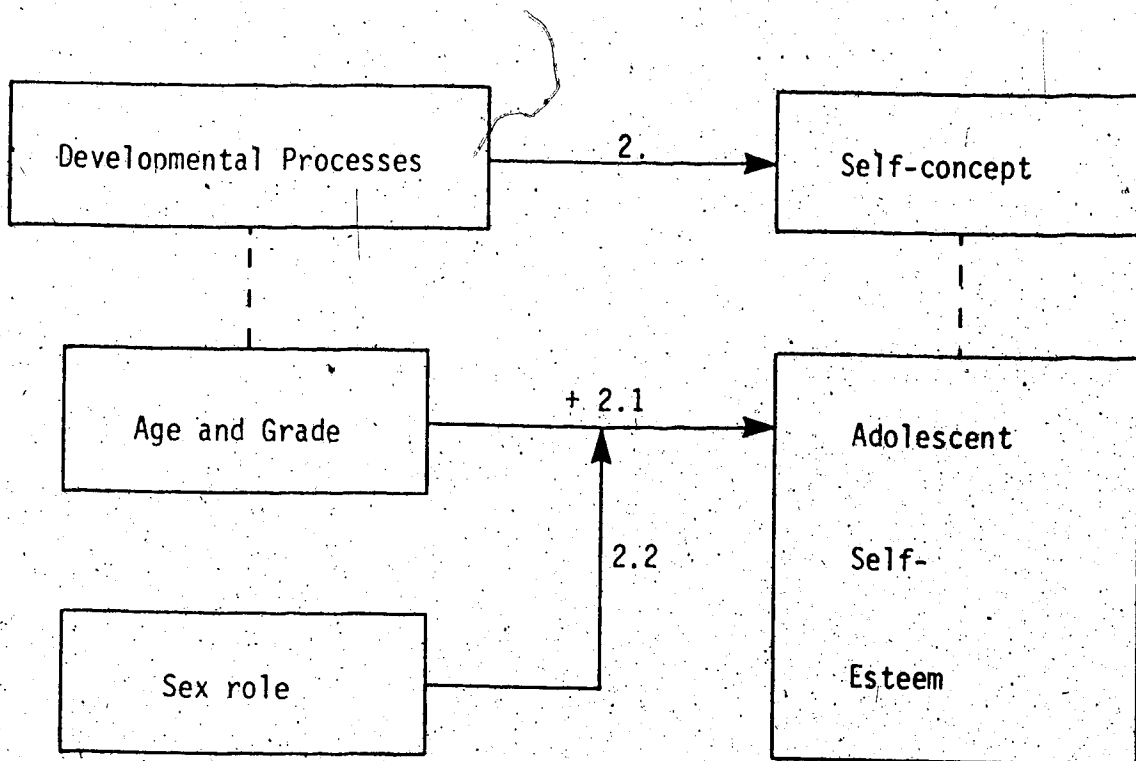 Developmental Processes
2.
Self-concept
Age and Grade
+ 2.1
Adolescent
2.2
Self-
Sex role
Esteem